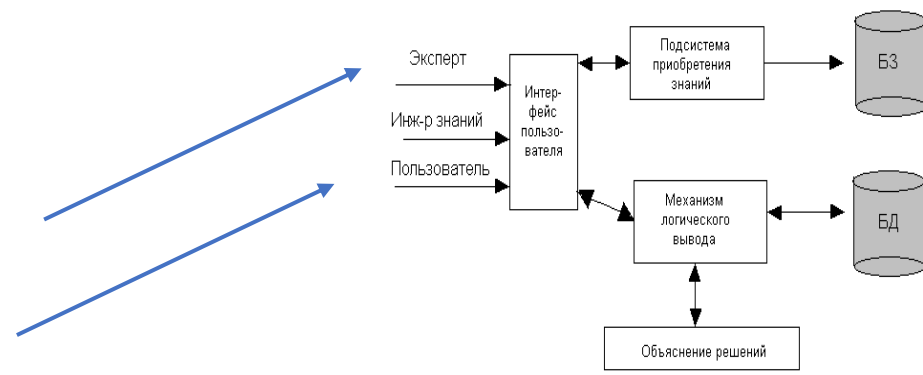 Эксперт
Инж-р знаний
Пользователь
Интер-
фейс
пользо-
вателя
Подсистема
приобретения
знаний
БЗ
Механизм
логического
вывода
БД
Объяснение решений